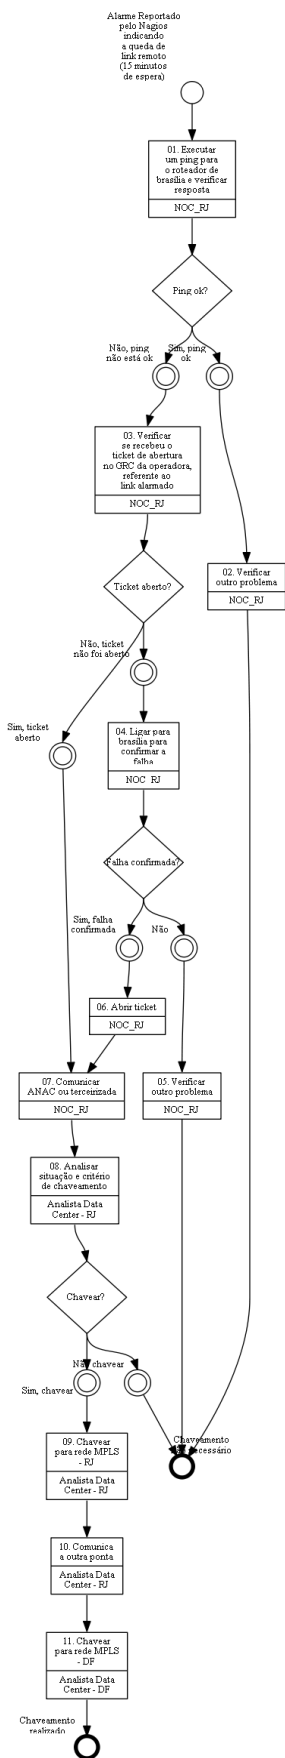 Alarme Reportado
pelo Nagios
indicando
a queda de
link remoto
(15 minutos
de espera)
01. Executar
um ping para
o roteador de
brasília e verificar
resposta
NOC_RJ
Ping ok?
Não, ping
não está ok
Sim, ping
ok
03. Verificar
se recebeu o
ticket de abertura
no GRC da operadora,
referente ao
link alarmado
NOC_RJ
02. Verificar
outro problema
NOC_RJ
Ticket aberto?
Não, ticket
não foi aberto
Sim, ticket
aberto
04. Ligar para
brasília para
confirmar a
falha
NOC_RJ
Falha confirmada?
Sim, falha
confirmada
Não
06. Abrir ticket
NOC_RJ
07. Comunicar
ANAC ou terceirizada
NOC_RJ
05. Verificar
outro problema
NOC_RJ
08. Analisar
situação e critério
de chaveamento
Analista Data
Center - RJ
Chavear?
Não chavear
Sim, chavear
Chaveamento
necessário
09. Chavear
para rede MPLS
- RJ
Analista Data
Center - RJ
10. Comunica
a outra ponta
Analista Data
Center - RJ
11. Chavear
para rede MPLS
- DF
Analista Data
Center - DF
Chaveamento
realizado